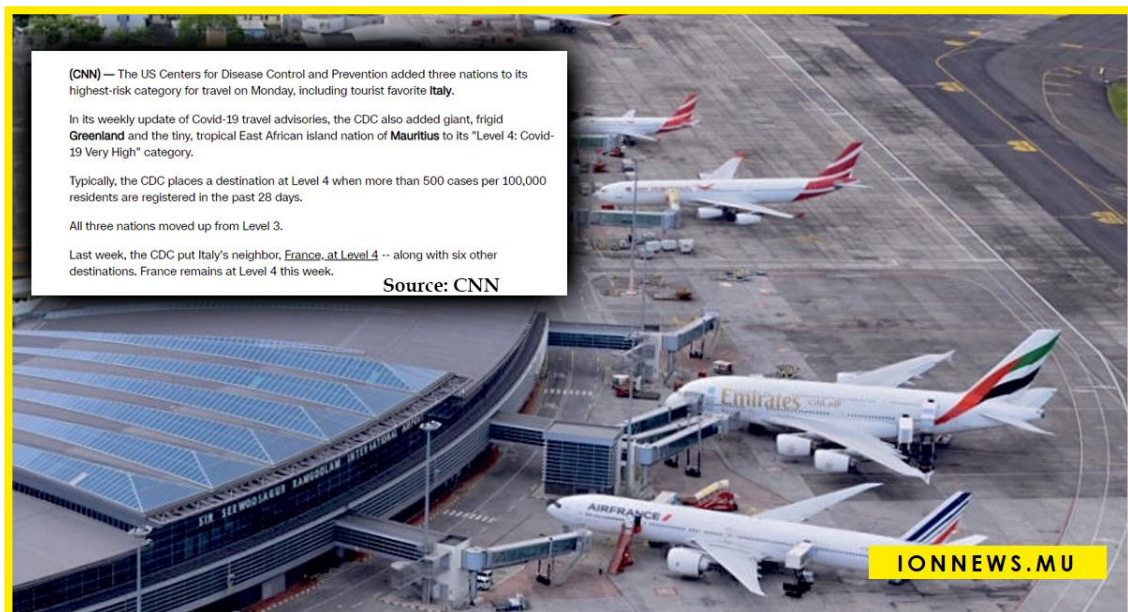 (CNN) — The US Centers for Disease Control and Prevention added three nations to its
highest-risk category for travel on Monday, including tourist favorite Italy.
In its weekly update of Covid-19 travel advisories, the CDC also added giant, frigid
Greenland and the tiny, tropical East African island nation of Mauritius to its "Level 4: Covid-
19 Very High" category.
Typically, the CDC places a destination at Level 4 when more than 500 cases per 100,000
residents are registered in the past 28 days.
All three nations moved up from Level 3.
Last week, the CDC put Italy's neighbor, France, at Level 4 -- along with six other
destinations. France remains at Level 4 this week.
Source: CNN
Emirates
SIR SEEWOOSAGUR RAMGOOLAM INTERNATIONAL AIRPORT
AIRFRANCE
IONNEWS.MU